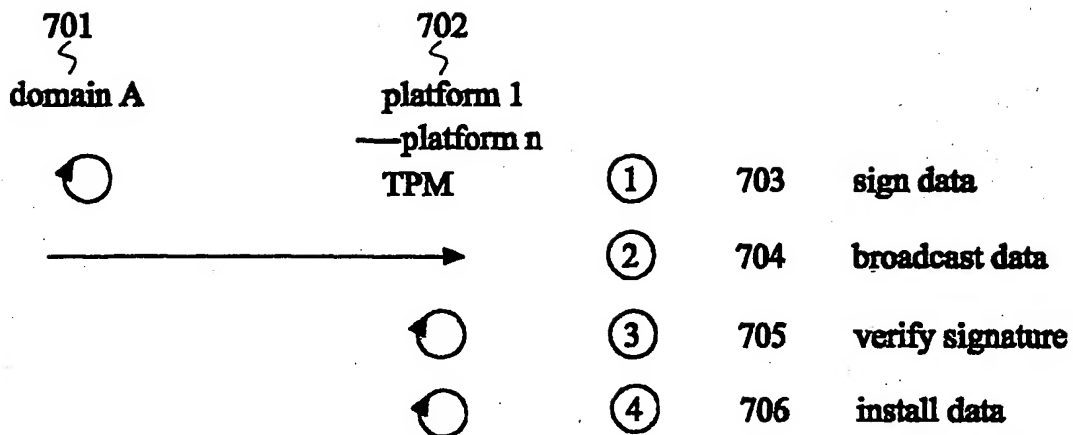 701 702
domain A platform 1
—platform n
TPM ① 703 sign data
② 704 broadcast data
③ 705 verify signature
④ 706 install data